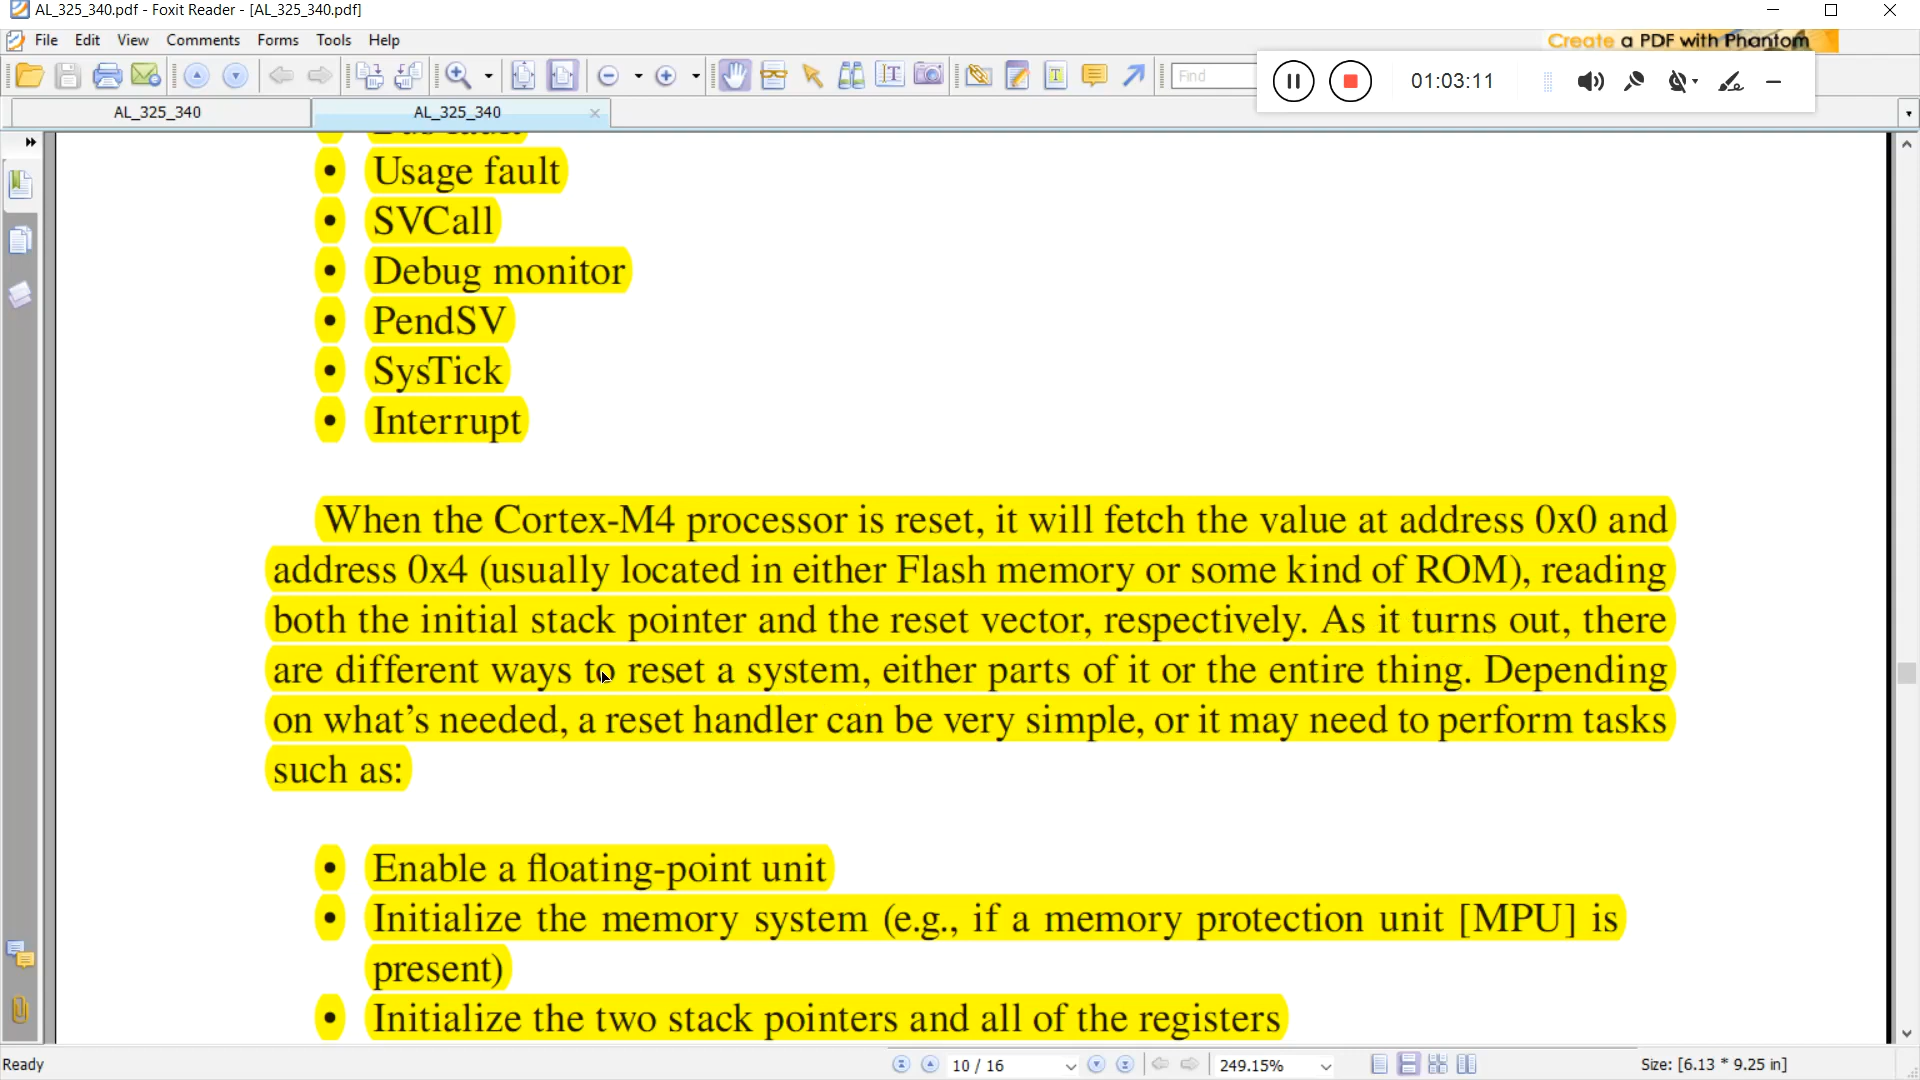 AL_325_340.pdf - Foxit Reader - [AL_325_340.pdf]
File Edit View Comments Forms Tools Help
Create a PDF with Phantom
Find
01:03:11
AL_325_340
AL_325_340
• Usage fault
• SVCall
• Debug monitor
• PendSV
• SysTick
• Interrupt
When the Cortex-M4 processor is reset, it will fetch the value at address 0x0 and
address 0x4 (usually located in either Flash memory or some kind of ROM), reading
both the initial stack pointer and the reset vector, respectively. As it turns out, there
are different ways to reset a system, either parts of it or the entire thing. Depending
on what’s needed, a reset handler can be very simple, or it may need to perform tasks
such as:
• Enable a floating-point unit
• Initialize the memory system (e.g., if a memory protection unit [MPU] is
present)
• Initialize the two stack pointers and all of the registers
Ready
10 / 16
249.15%
Size: [6.13 * 9.25 in]